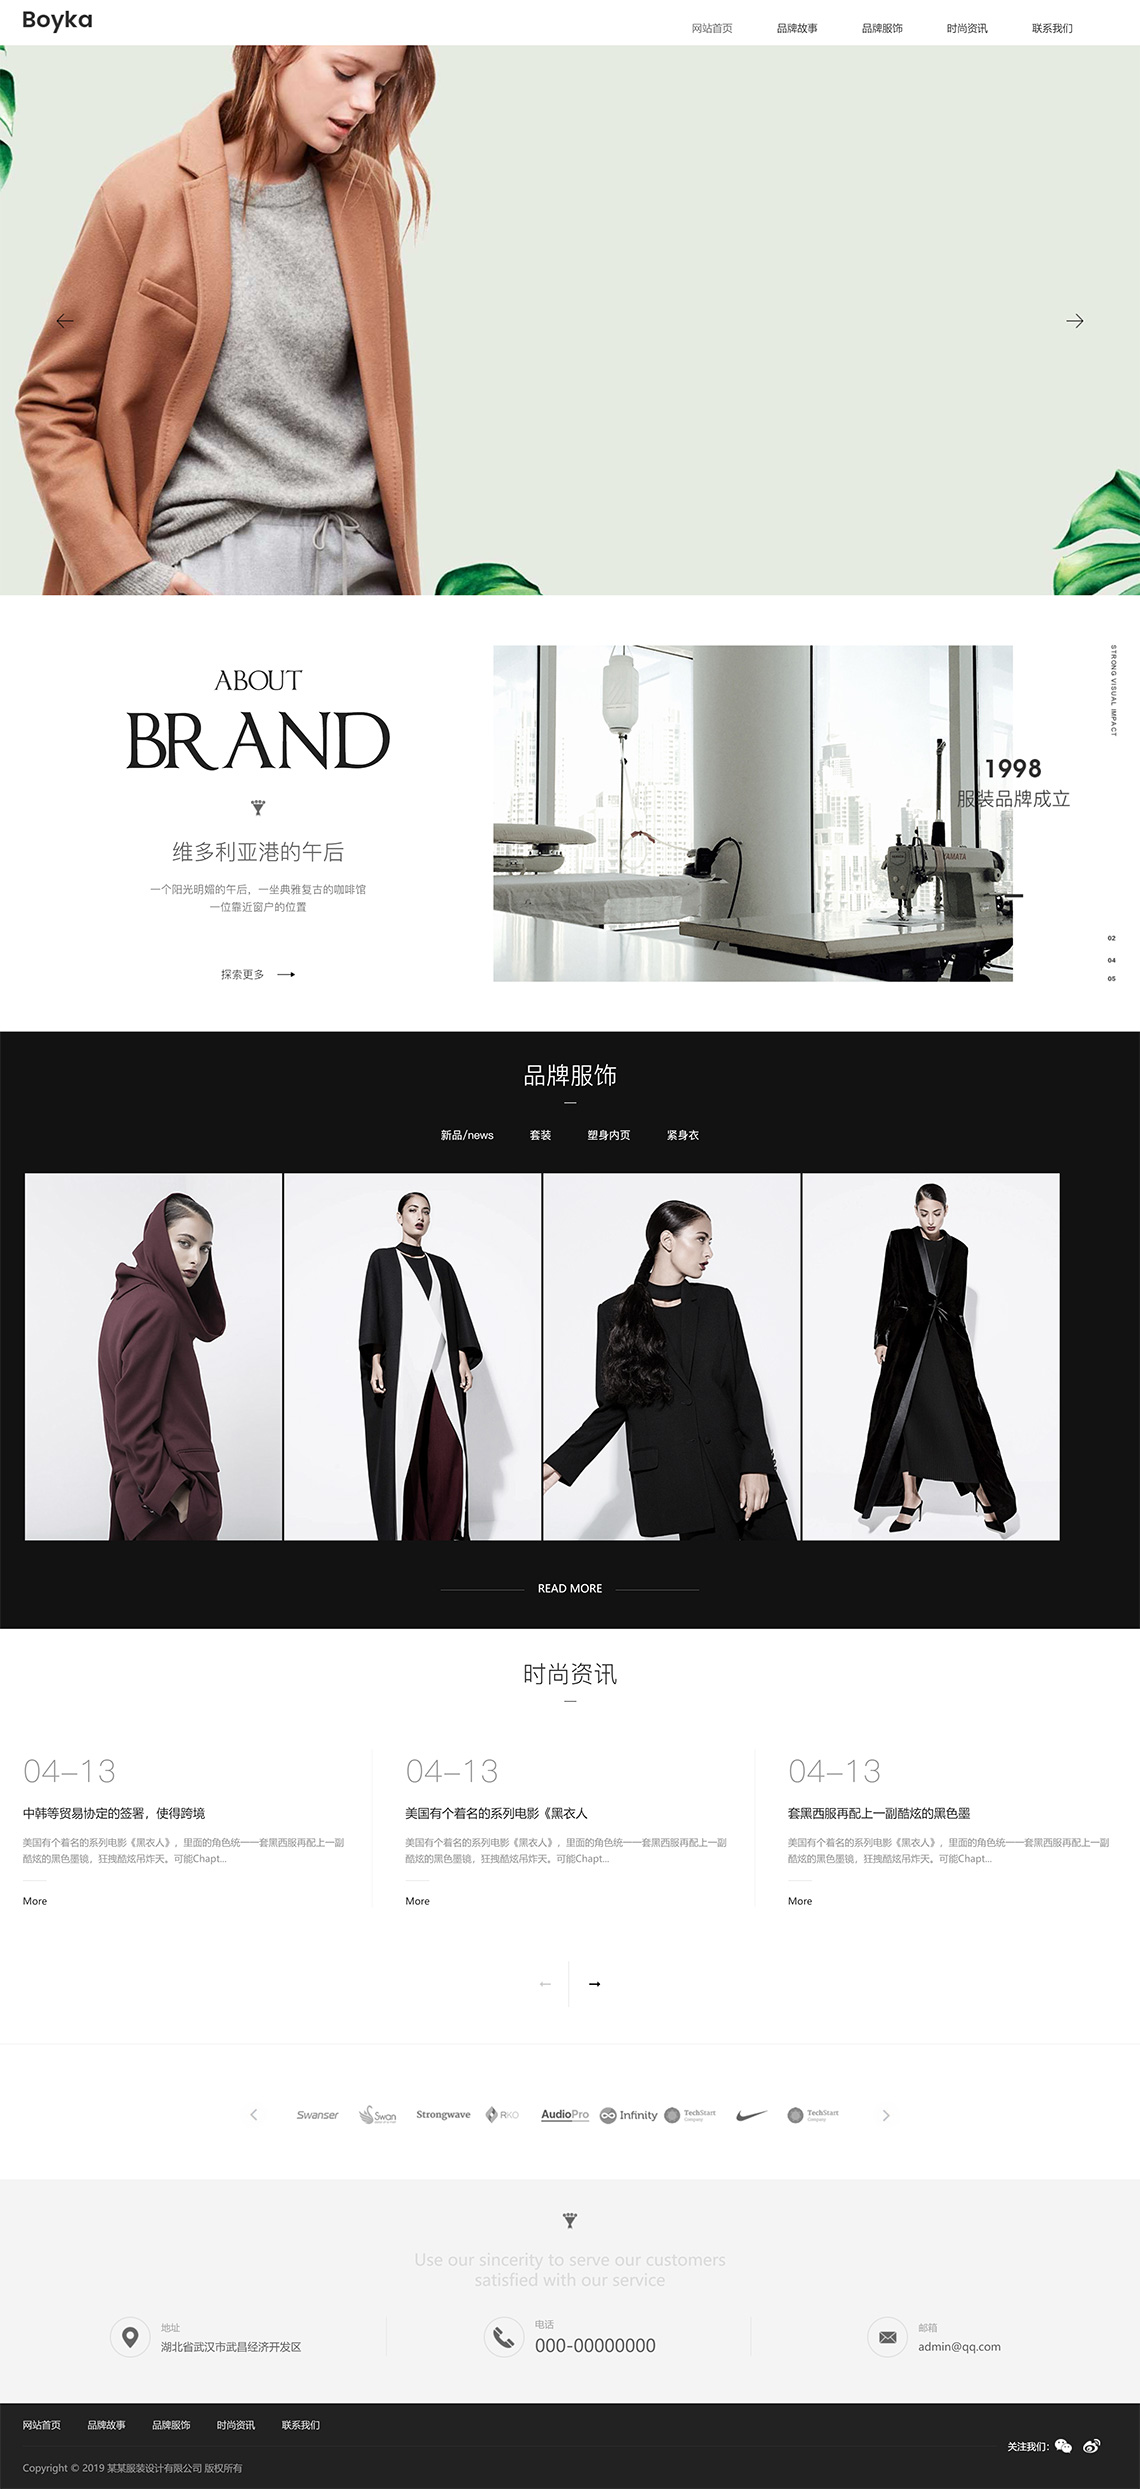 Boyka
网站首页 品牌故事 品牌服饰 时尚资讯 联系我们
ABOUT
BRAND
维多利亚港的午后
一个阳光明媚的午后，一坐典雅复古的咖啡馆
一位靠近窗户的位置
探索更多
STRONG VISUAL IMPACT
1998
服装品牌成立
YAMATA
02
04
05
品牌服饰
新品/news 套装 塑身内页 紧身衣
READ MORE
时尚资讯
04–13
中韩等贸易协定的签署，使得跨境
美国有个着名的系列电影《黑衣人》，里面的角色统一一套黑西服再配上一副
酷炫的黑色墨镜，狂拽酷炫吊炸天。可能Chapt...
More
04–13
美国有个着名的系列电影《黑衣人
美国有个着名的系列电影《黑衣人》，里面的角色统一一套黑西服再配上一副
酷炫的黑色墨镜，狂拽酷炫吊炸天。可能Chapt...
More
04–13
套黑西服再配上一副酷炫的黑色墨
美国有个着名的系列电影《黑衣人》，里面的角色统一一套黑西服再配上一副
酷炫的黑色墨镜，狂拽酷炫吊炸天。可能Chapt...
More
Swanser Swan Strongwave RKO AudioPro Infinity TechStart Company TechStart Company
Use our sincerity to serve our customers
satisfied with our service
地址
湖北省武汉市武昌经济开发区
电话
000-00000000
邮箱
admin@qq.com
网站首页 品牌故事 品牌服饰 时尚资讯 联系我们
关注我们：
Copyright © 2019 某某服装设计有限公司 版权所有